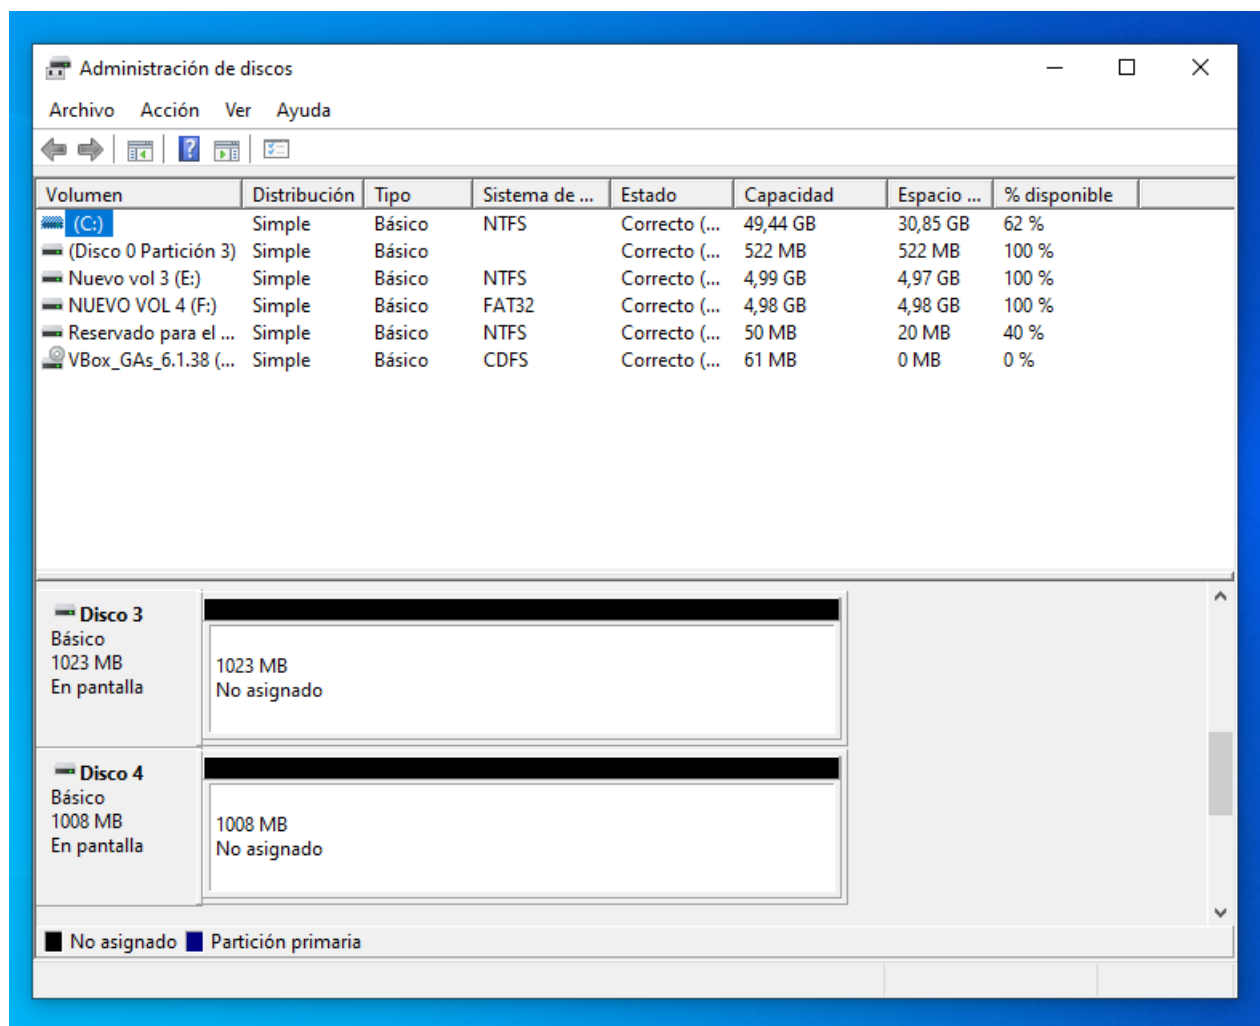 Administración de discos
Archivo Acción Ver Ayuda
Volumen Distribución Tipo Sistema de ... Estado Capacidad Espacio ... % disponible
(C:) Simple Básico NTFS Correcto (... 49,44 GB 30,85 GB 62 %
(Disco 0 Partición 3) Simple Básico Correcto (... 522 MB 522 MB 100 %
Nuevo vol 3 (E:) Simple Básico NTFS Correcto (... 4,99 GB 4,97 GB 100 %
NUEVO VOL 4 (F:) Simple Básico FAT32 Correcto (... 4,98 GB 4,98 GB 100 %
Reservado para el ... Simple Básico NTFS Correcto (... 50 MB 20 MB 40 %
VBox_GAs_6.1.38 (... Simple Básico CDFS Correcto (... 61 MB 0 MB 0 %
Disco 3
Básico
1023 MB
En pantalla
1023 MB
No asignado
Disco 4
Básico
1008 MB
En pantalla
1008 MB
No asignado
No asignado Partición primaria